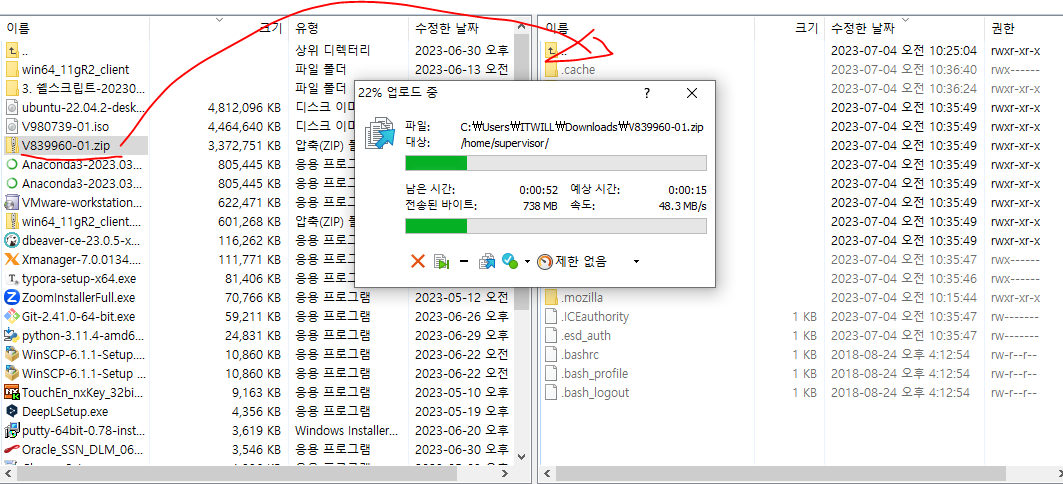 이름 크기 유형 수정한 날짜
.. 상위 디렉터리 2023-06-30 오후
win64_11gR2_client 파일 폴더 2023-06-13 오전
3. 쉘스크립트-20230... 파일 폴더
ubuntu-22.04.2-desk... 4,812,096 KB 디스크 이미
V980739-01.iso 4,464,640 KB 디스크 이미
V839960-01.zip 3,372,751 KB 압축(ZIP) 폴
Anaconda3-2023.03... 805,445 KB 응용 프로그
Anaconda3-2023.03... 805,445 KB 응용 프로그
VMware-workstation... 622,471 KB 응용 프로그
win64_11gR2_client.... 601,268 KB 압축(ZIP) 폴
dbeaver-ce-23.0.5-x... 116,262 KB 응용 프로그
Xmanager-7.0.0134.... 111,771 KB 응용 프로그
typora-setup-x64.exe 81,406 KB 응용 프로그
ZoomInstallerFull.exe 70,766 KB 응용 프로그램 2023-05-12 오전
Git-2.41.0-64-bit.exe 59,211 KB 응용 프로그램 2023-06-26 오후
python-3.11.4-amd6... 24,831 KB 응용 프로그램 2023-06-29 오후
WinSCP-6.1.1-Setup.... 10,860 KB 응용 프로그램 2023-06-22 오전
WinSCP-6.1.1-Setup ... 10,860 KB 응용 프로그램 2023-06-22 오전
TouchEn_nxKey_32bi... 9,163 KB 응용 프로그램 2023-05-10 오후
DeepLSetup.exe 4,356 KB 응용 프로그램 2023-05-19 오후
putty-64bit-0.78-inst... 3,619 KB Windows Installer... 2023-06-20 오후
Oracle_SSN_DLM_06... 3,546 KB 응용 프로그램
22% 업로드 중 ?
파일: C:₩Users₩ITWILL₩Downloads₩V839960-01.zip
대상: /home/supervisor/
남은 시간: 0:00:52 예상 시간: 0:00:15
전송된 바이트: 738 MB 속도: 48.3 MB/s
제한 없음
이름 크기 수정한 날짜 권한
.. 2023-07-04 오전 10:25:04 rwxr-xr-x
.cache 2023-07-04 오전 10:36:40 rwx------
2023-07-04 오전 10:36:24 rwx------
2023-07-04 오전 10:35:49 rwxr-xr-x
2023-07-04 오전 10:35:49 rwxr-xr-x
2023-07-04 오전 10:35:49 rwxr-xr-x
2023-07-04 오전 10:35:49 rwxr-xr-x
2023-07-04 오전 10:35:49 rwxr-xr-x
2023-07-04 오전 10:35:49 rwxr-xr-x
2023-07-04 오전 10:35:49 rwxr-xr-x
2023-07-04 오전 10:35:49 rwxr-xr-x
.mozilla 2023-07-04 오전 10:15:44 rwxr-xr-x
.ICEauthority 1 KB 2023-07-04 오전 10:35:47 rw-------
.esd_auth 1 KB 2023-07-04 오전 10:35:47 rw-------
.bashrc 1 KB 2018-08-24 오후 4:12:54 rw-r--r--
.bash_profile 1 KB 2018-08-24 오후 4:12:54 rw-r--r--
.bash_logout 1 KB 2018-08-24 오후 4:12:54 rw-r--r--